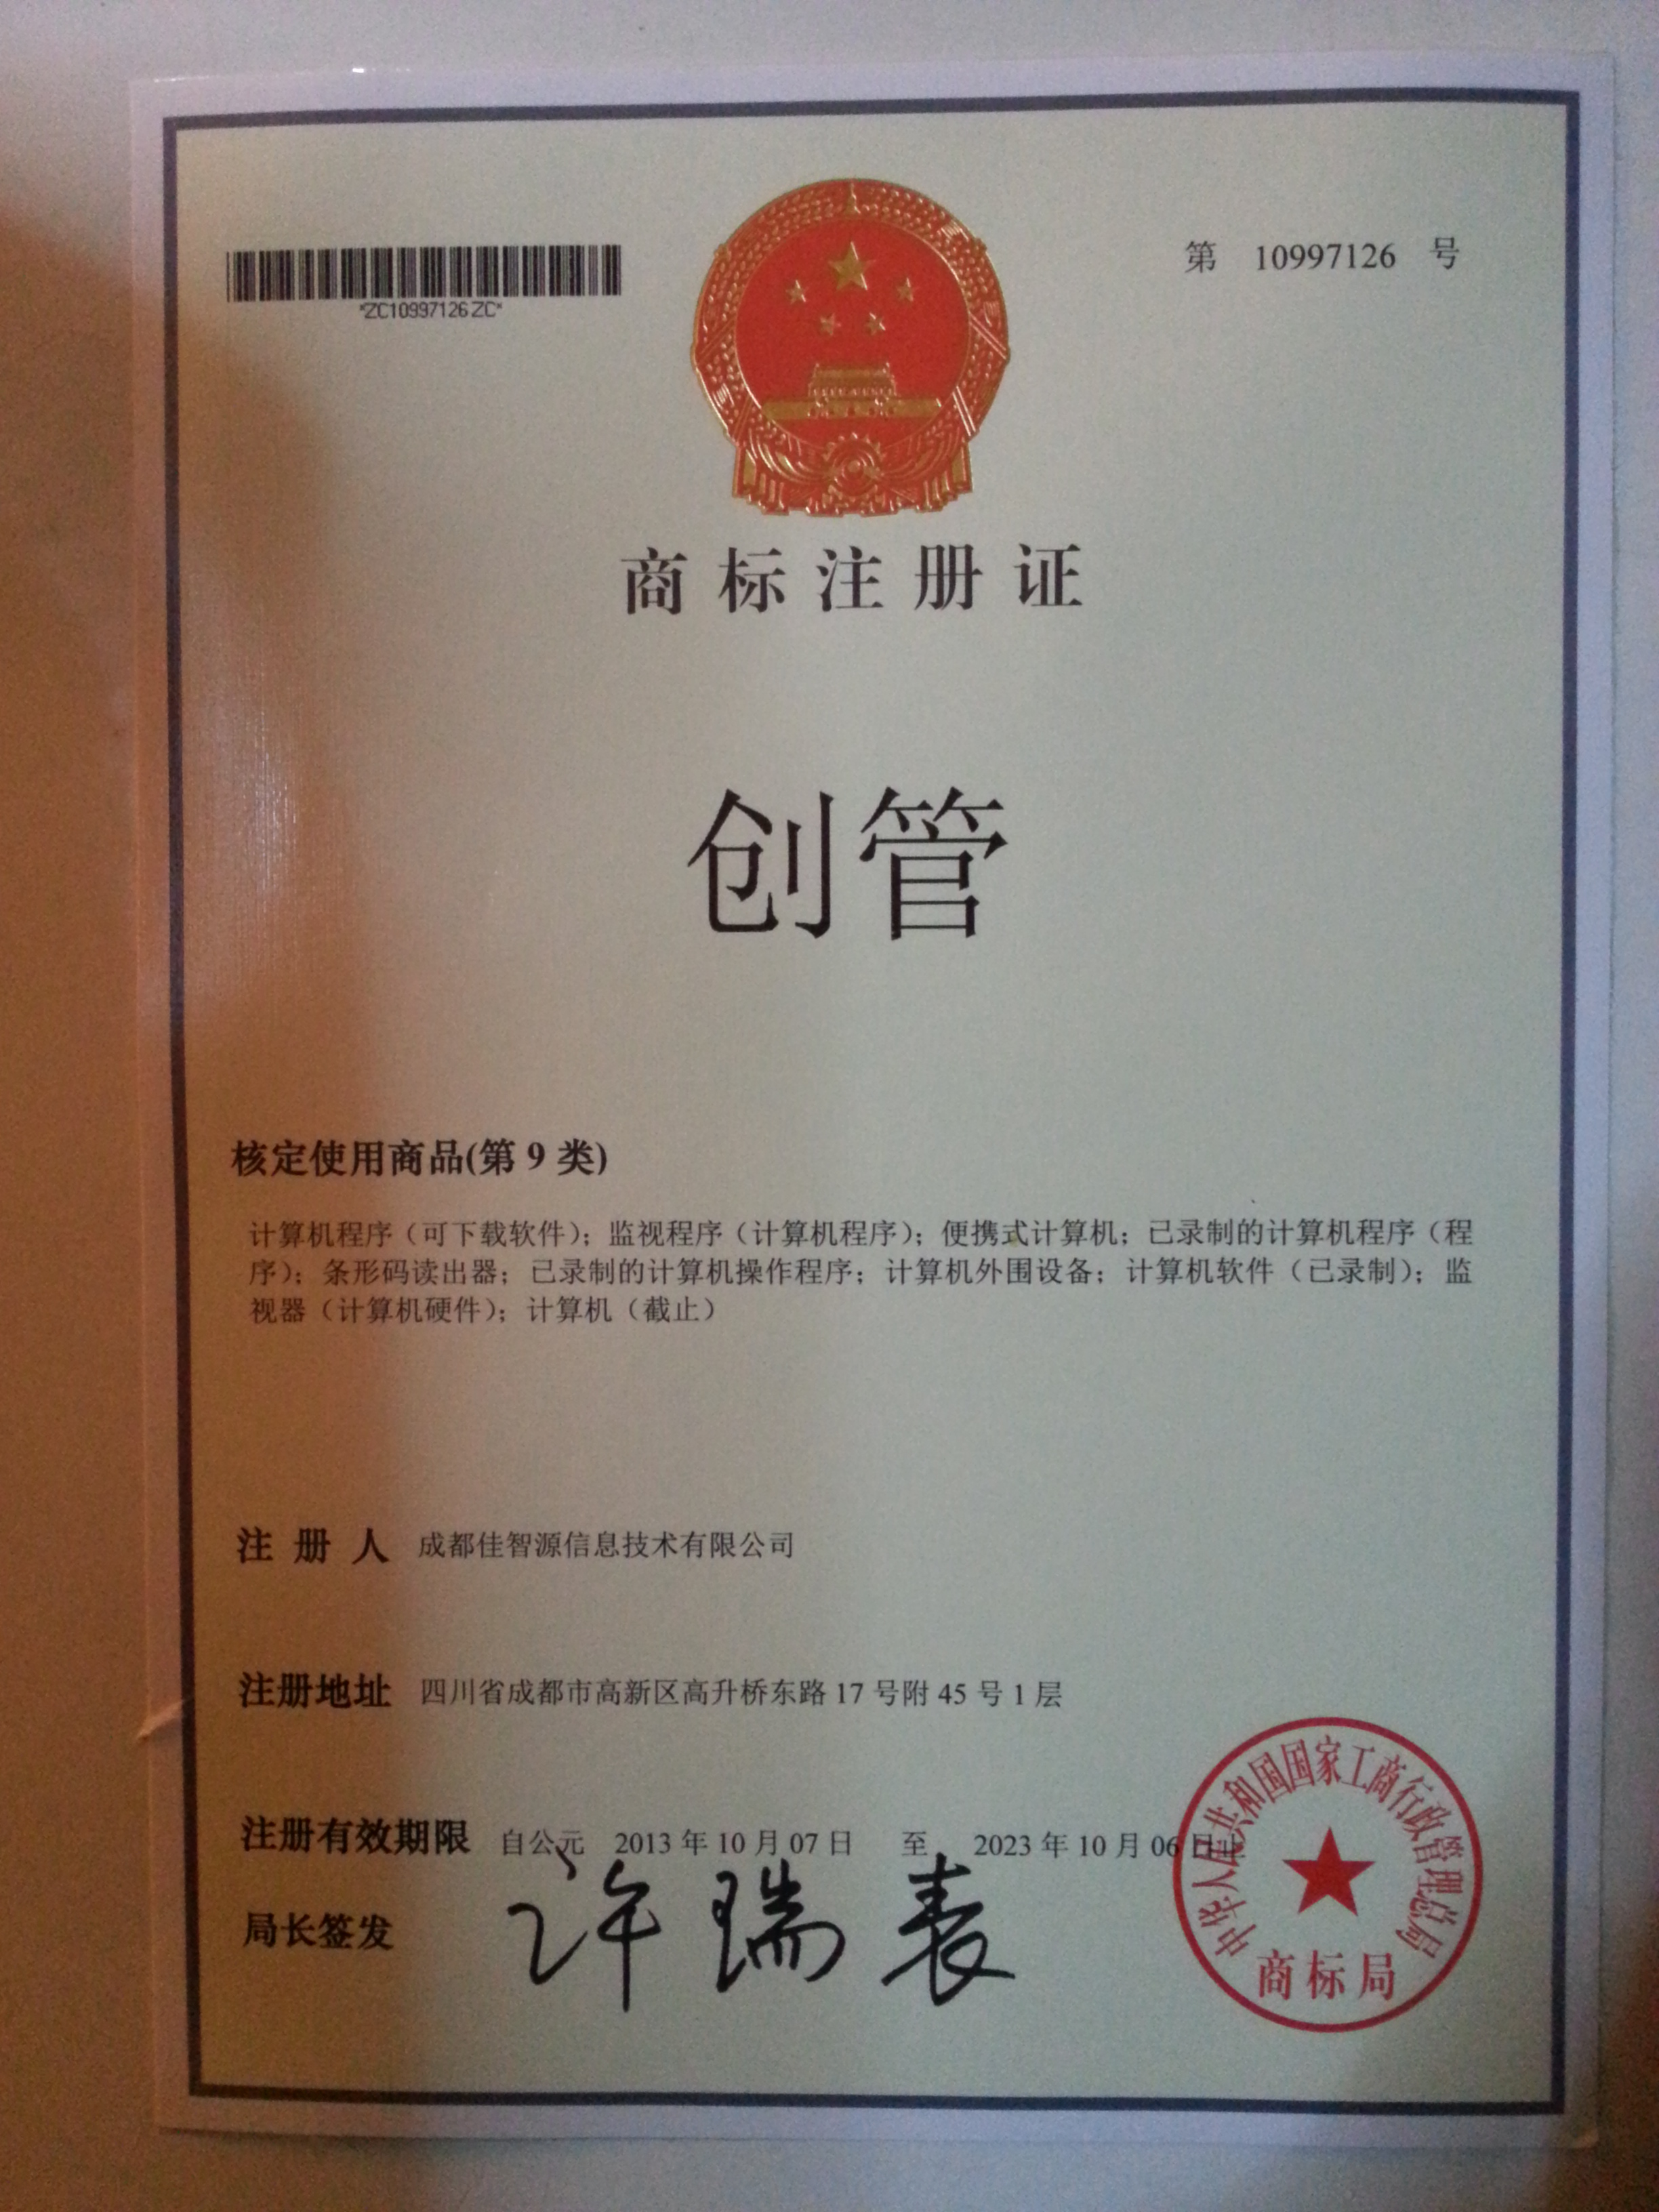 *ZC10997126ZC*
第 10997126 号
商标注册证
创管
核定使用商品(第 9 类)
计算机程序（可下载软件）；监视程序（计算机程序）；便携式计算机；已录制的计算机程序（程
序）；条形码读出器；已录制的计算机操作程序；计算机外围设备；计算机软件（已录制）；监
视器（计算机硬件）；计算机（截止）
注 册 人 成都佳智源信息技术有限公司
注册地址 四川省成都市高新区高升桥东路 17 号附 45 号 1 层
注册有效期限 自公元 2013 年 10 月 07 日 至 2023 年 10 月 06 日止
局长签发 许瑞表
中华人民共和国国家工商行政管理总局
商标局